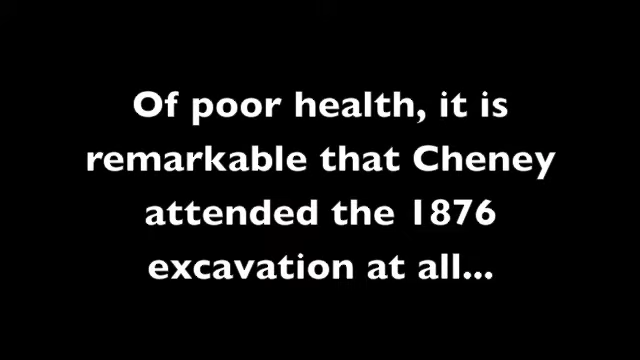 Of poor health, it is
remarkable that Cheney
attended the 1876
excavation at all...